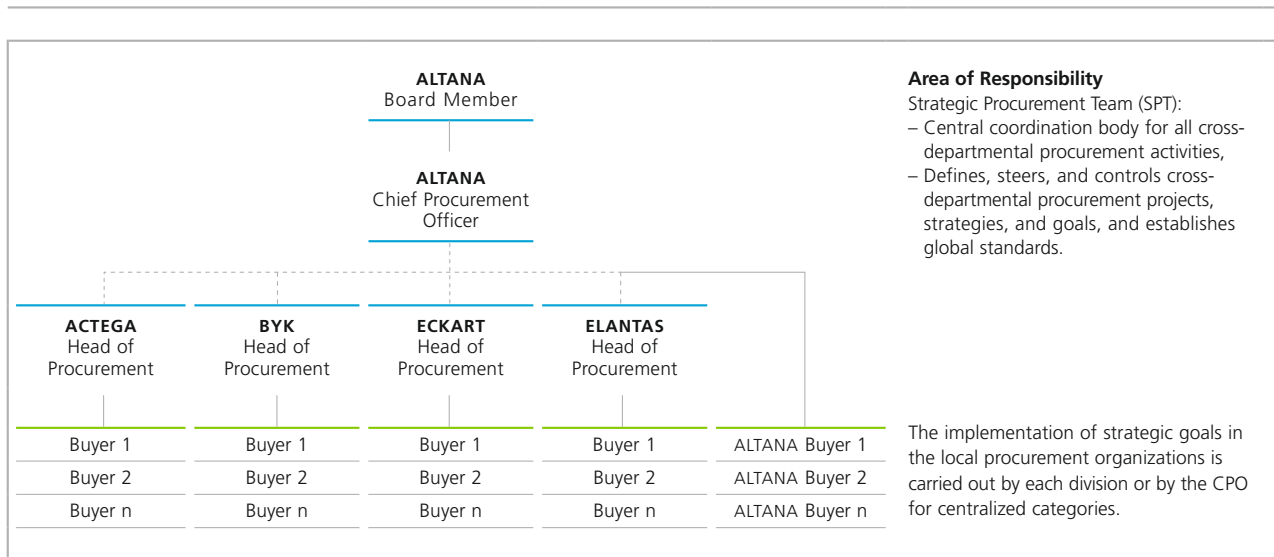 ALTANA
Board Member
ALTANA
Chief Procurement
Officer
ACTEGA
Head of
Procurement
BYK
Head of
Procurement
ECKART
Head of
Procurement
ELANTAS
Head of
Procurement
Buyer 1
Buyer 2
Buyer n
Buyer 1
Buyer 2
Buyer n
Buyer 1
Buyer 2
Buyer n
Buyer 1
Buyer 2
Buyer n
ALTANA Buyer 1
ALTANA Buyer 2
ALTANA Buyer n
Area of Responsibility
Strategic Procurement Team (SPT):
– Central coordination body for all cross-
departmental procurement activities,
– Defines, steers, and controls cross-
departmental procurement projects,
strategies, and goals, and establishes
global standards.
The implementation of strategic goals in
the local procurement organizations is
carried out by each division or by the CPO
for centralized categories.